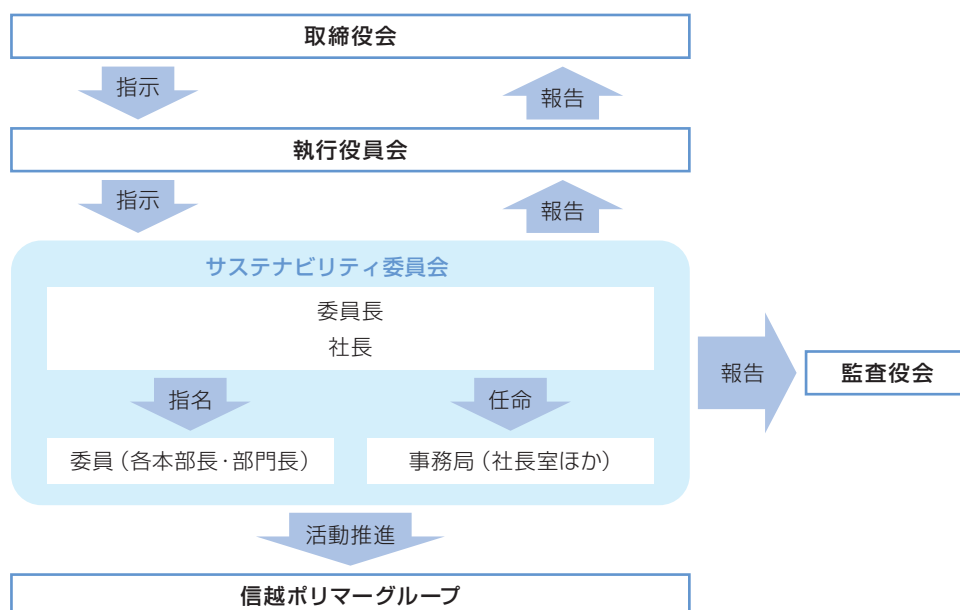 取締役会
指示
報告
執行役員会
指示
報告
サステナビリティ委員会
委員長
社長
指名
任命
委員（各本部長・部門長）
事務局（社長室ほか）
報告
監査役会
活動推進
信越ポリマーグループ